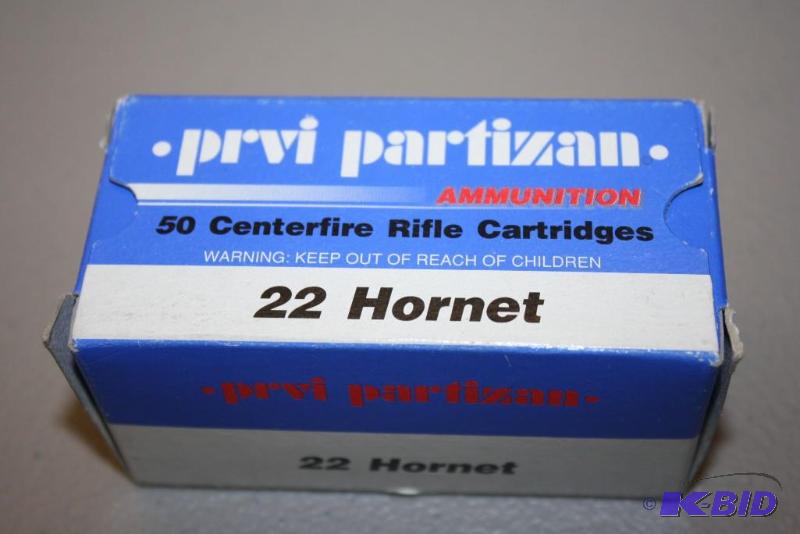 • prvi partizan •
AMMUNITION
50 Centerfire Rifle Cartridges
WARNING: KEEP OUT OF REACH OF CHILDREN
22 Hornet
• prvi partizan •
22 Hornet
© K-BID